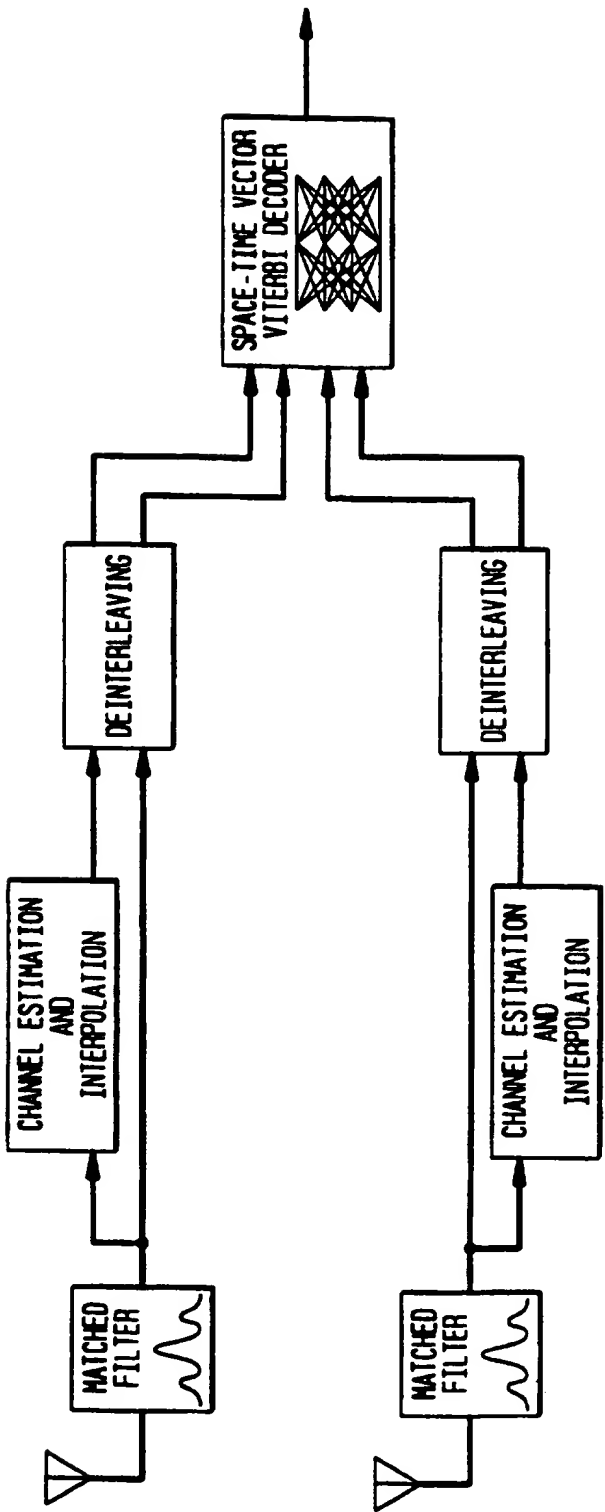 MATCHED
FILTER
CHANNEL ESTIMATION
AND
INTERPOLATION
DEINTERLEAVING
SPACE-TIME VECTOR
VITERBI DECODER
MATCHED
FILTER
CHANNEL ESTIMATION
AND
INTERPOLATION
DEINTERLEAVING